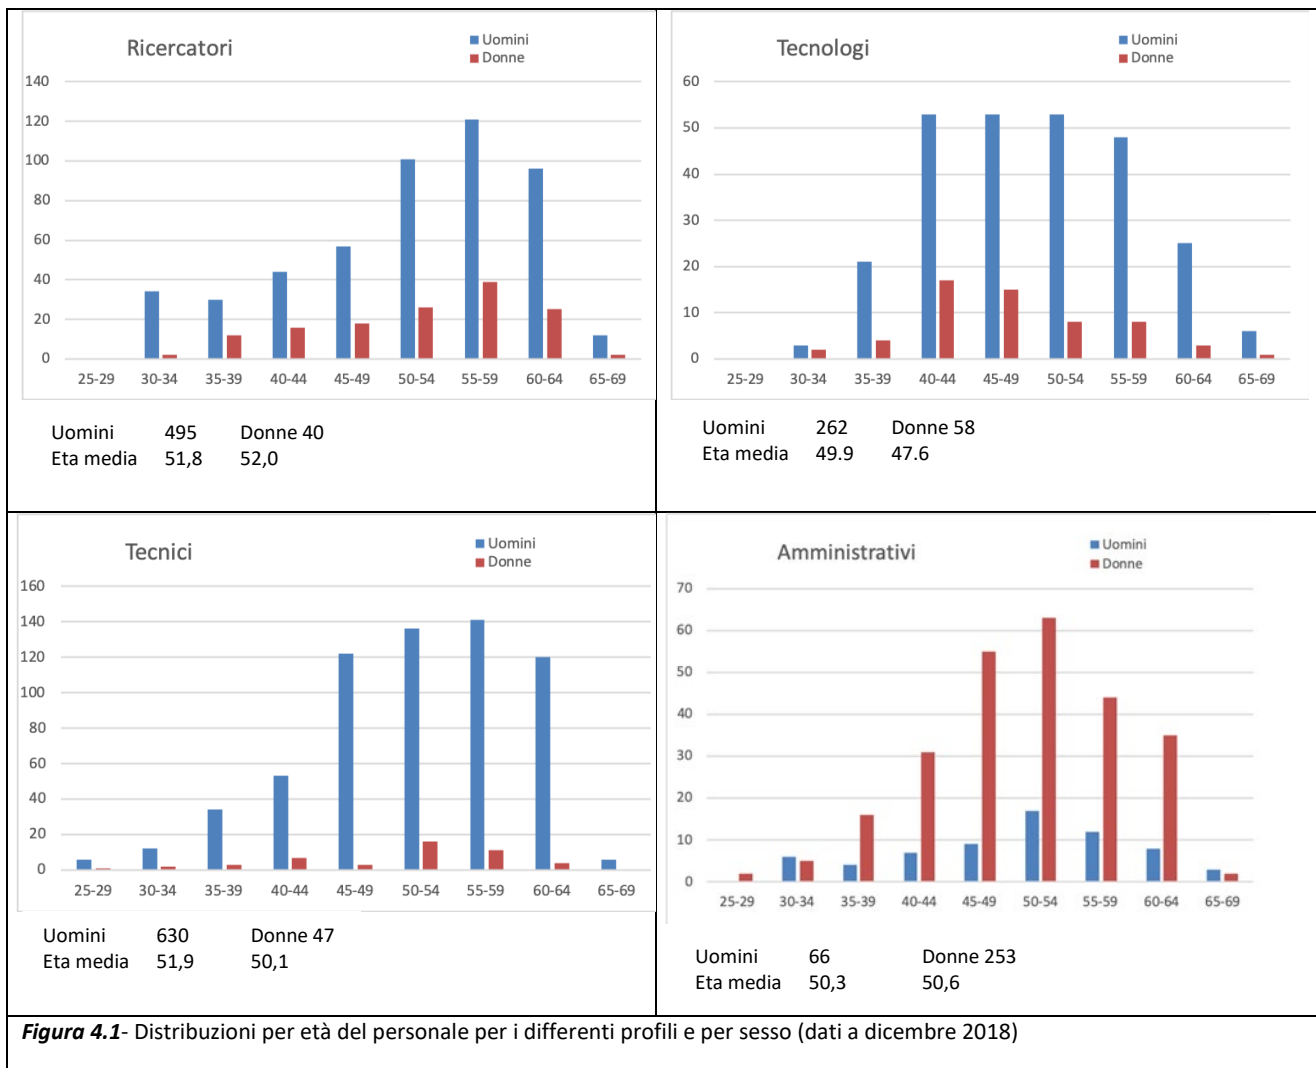 Ricercatori
Uomini
Donne
140
120
100
80
60
40
20
0
25-29 30-34 35-39 40-44 45-49 50-54 55-59 60-64 65-69
Uomini 495 Donne 40
Eta media 51,8 52,0
Tecnologi
Uomini
Donne
60
50
40
30
20
10
0
25-29 30-34 35-39 40-44 45-49 50-54 55-59 60-64 65-69
Uomini 262 Donne 58
Eta media 49.9 47.6
Tecnici
Uomini
Donne
160
140
120
100
80
60
40
20
0
25-29 30-34 35-39 40-44 45-49 50-54 55-59 60-64 65-69
Uomini 630 Donne 47
Eta media 51,9 50,1
Amministrativi
Uomini
Donne
70
60
50
40
30
20
10
0
25-29 30-34 35-39 40-44 45-49 50-54 55-59 60-64 65-69
Uomini 66 Donne 253
Eta media 50,3 50,6
Figura 4.1- Distribuzioni per età del personale per i differenti profili e per sesso (dati a dicembre 2018)